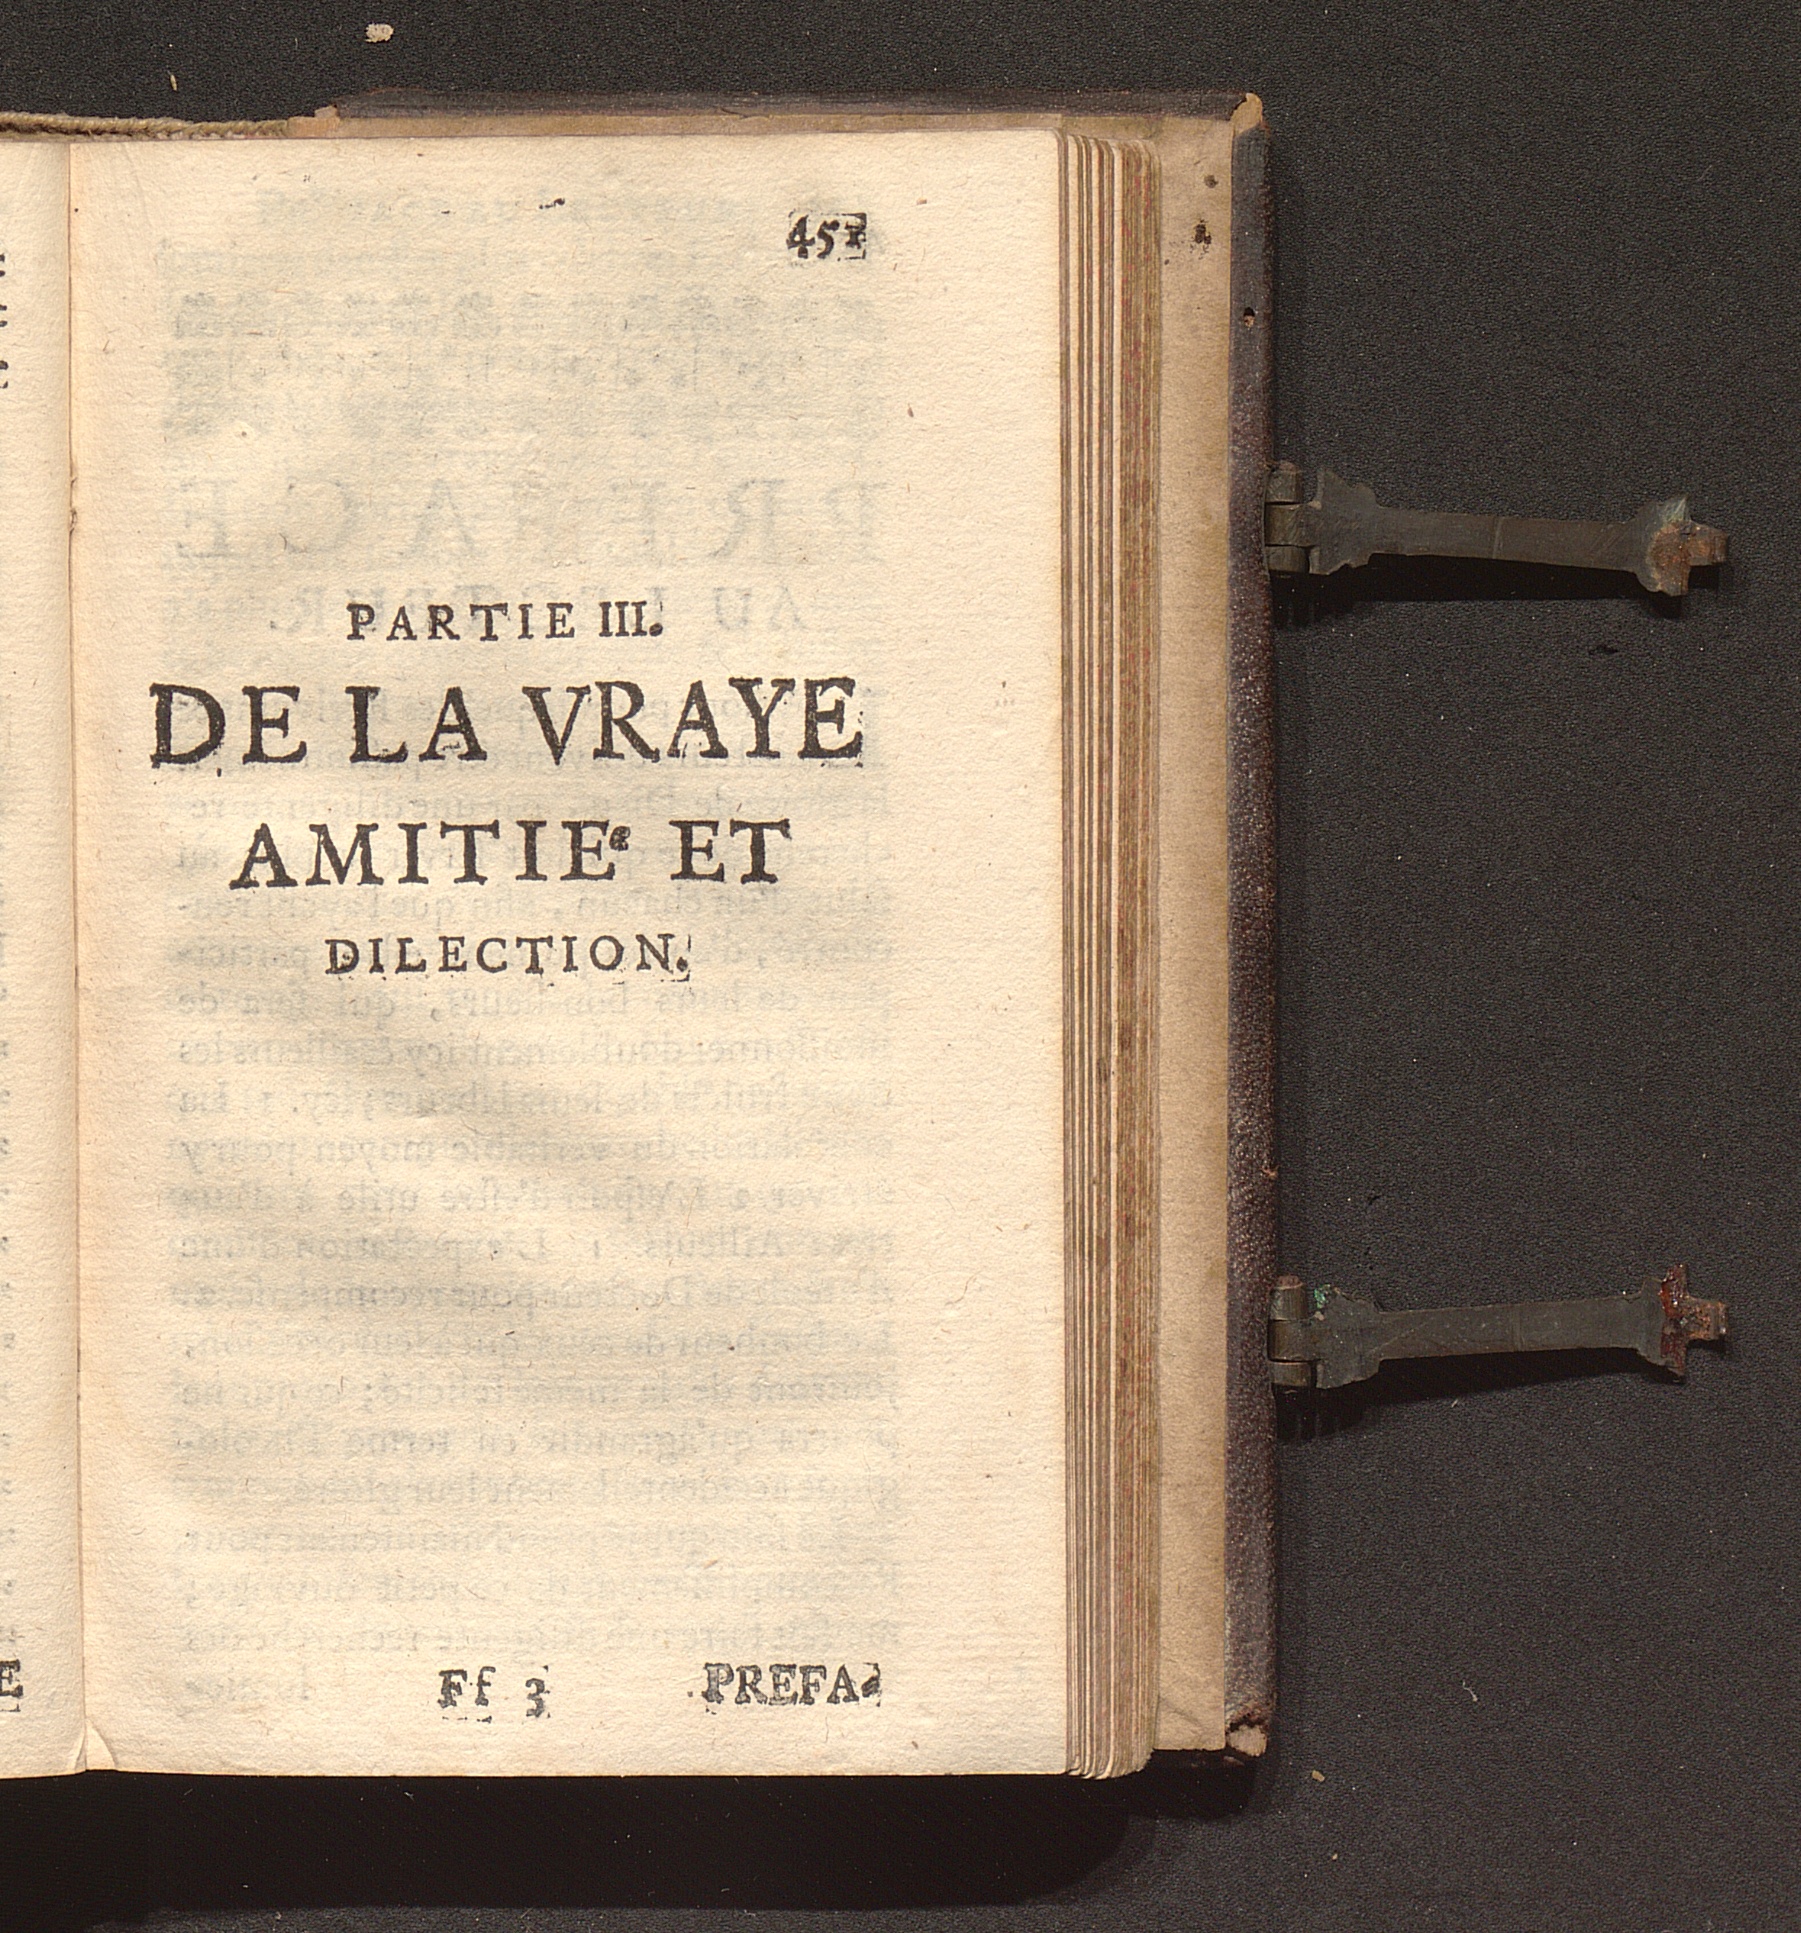 451
PARTIE III.
DE LA VRAYE
AMITIE' ET
DILECTION.
Ff 3 PREFA-